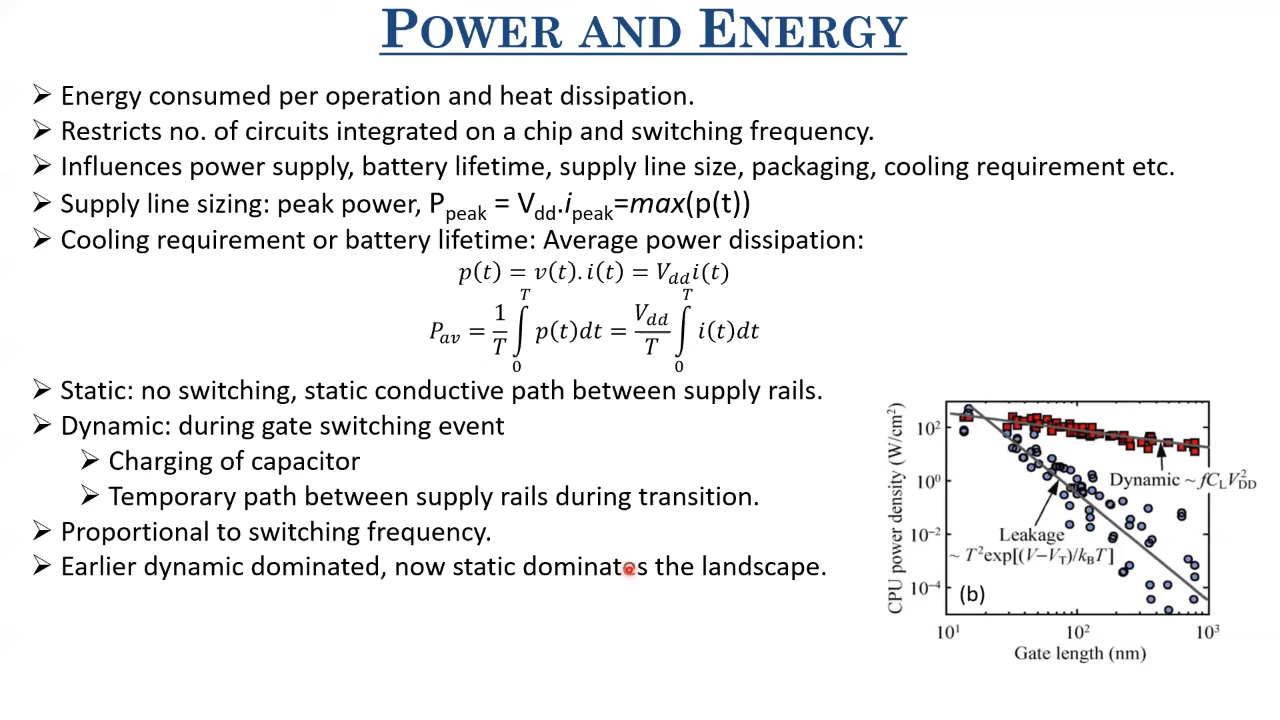 POWER AND ENERGY
➢ Energy consumed per operation and heat dissipation.
➢ Restricts no. of circuits integrated on a chip and switching frequency.
➢ Influences power supply, battery lifetime, supply line size, packaging, cooling requirement etc.
➢ Supply line sizing: peak power, P_peak = V_dd.i_peak=max(p(t))
➢ Cooling requirement or battery lifetime: Average power dissipation:
p(t) = v(t).i(t) = V_dd i(t)
P_av = 1/T ∫_0^T p(t)dt = V_dd/T ∫_0^T i(t)dt
➢ Static: no switching, static conductive path between supply rails.
➢ Dynamic: during gate switching event
➢ Charging of capacitor
➢ Temporary path between supply rails during transition.
➢ Proportional to switching frequency.
➢ Earlier dynamic dominated, now static dominates the landscape.
CPU power density (W/cm²)
10²
10⁰
10⁻²
10⁻⁴
Dynamic ~ fC_L V²_DD
Leakage
~ T²exp[(V−V_T)/k_BT]
(b)
10¹
10²
10³
Gate length (nm)